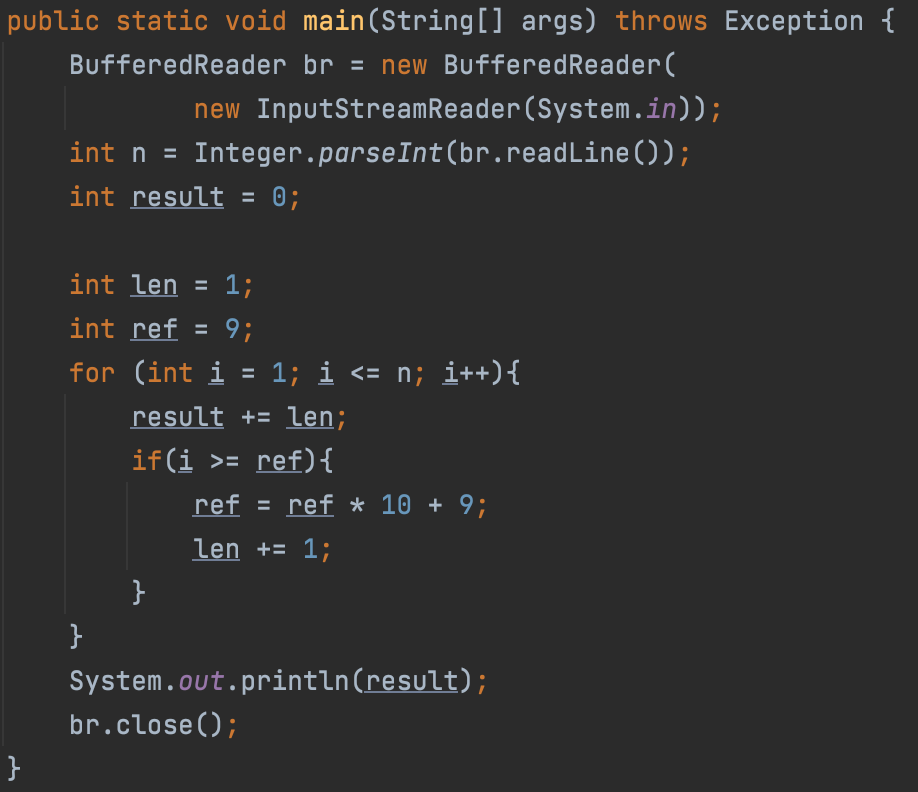 public static void main(String[] args) throws Exception {
    BufferedReader br = new BufferedReader(
            new InputStreamReader(System.in));
    int n = Integer.parseInt(br.readLine());
    int result = 0;

    int len = 1;
    int ref = 9;
    for (int i = 1; i <= n; i++){
        result += len;
        if(i >= ref){
            ref = ref * 10 + 9;
            len += 1;
        }
    }
    System.out.println(result);
    br.close();
}